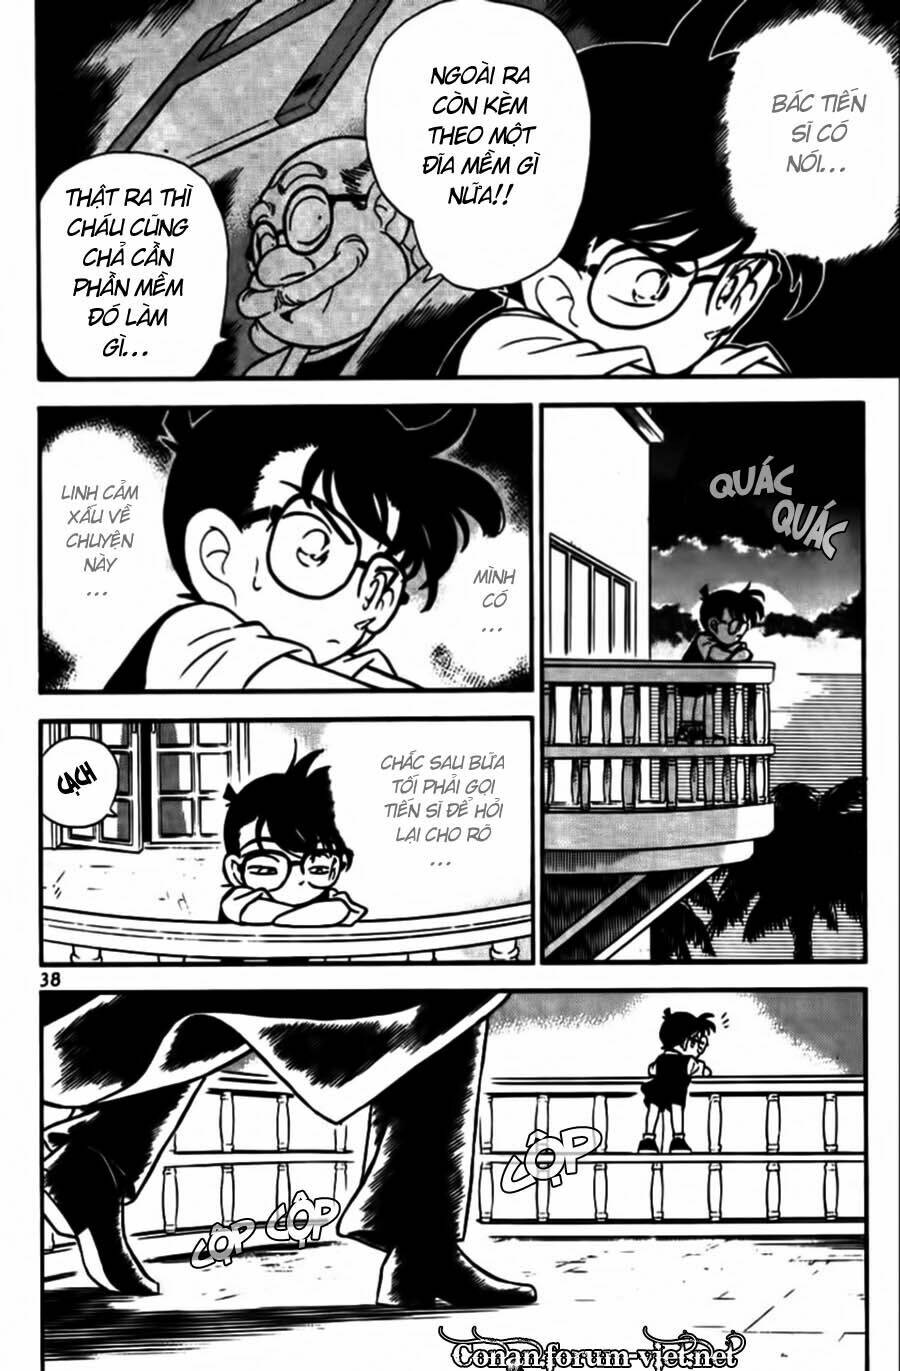 BÁC TIẾN
SĨ CÓ
NÓI...
NGOÀI RA
CÒN KÈM
THEO MỘT
ĐĨA MỀM GÌ
NỮA!!
THẬT RA THÌ
CHÁU CŨNG
CHẢ CẦN
PHẦN MỀM
ĐÓ LÀM
GÌ...
QUÁC
QUÁC
MÌNH
CÓ
...
LINH CẢM
XẤU VỀ
CHUYỆN
NÀY
...
CHẮC SAU BỮA
TỐI PHẢI GỌI
TIẾN SĨ ĐỂ HỎI
LẠI CHO RÕ
...
CẠCH
38
CỘP
CỘP CỘP
Conan.forum-viet.net